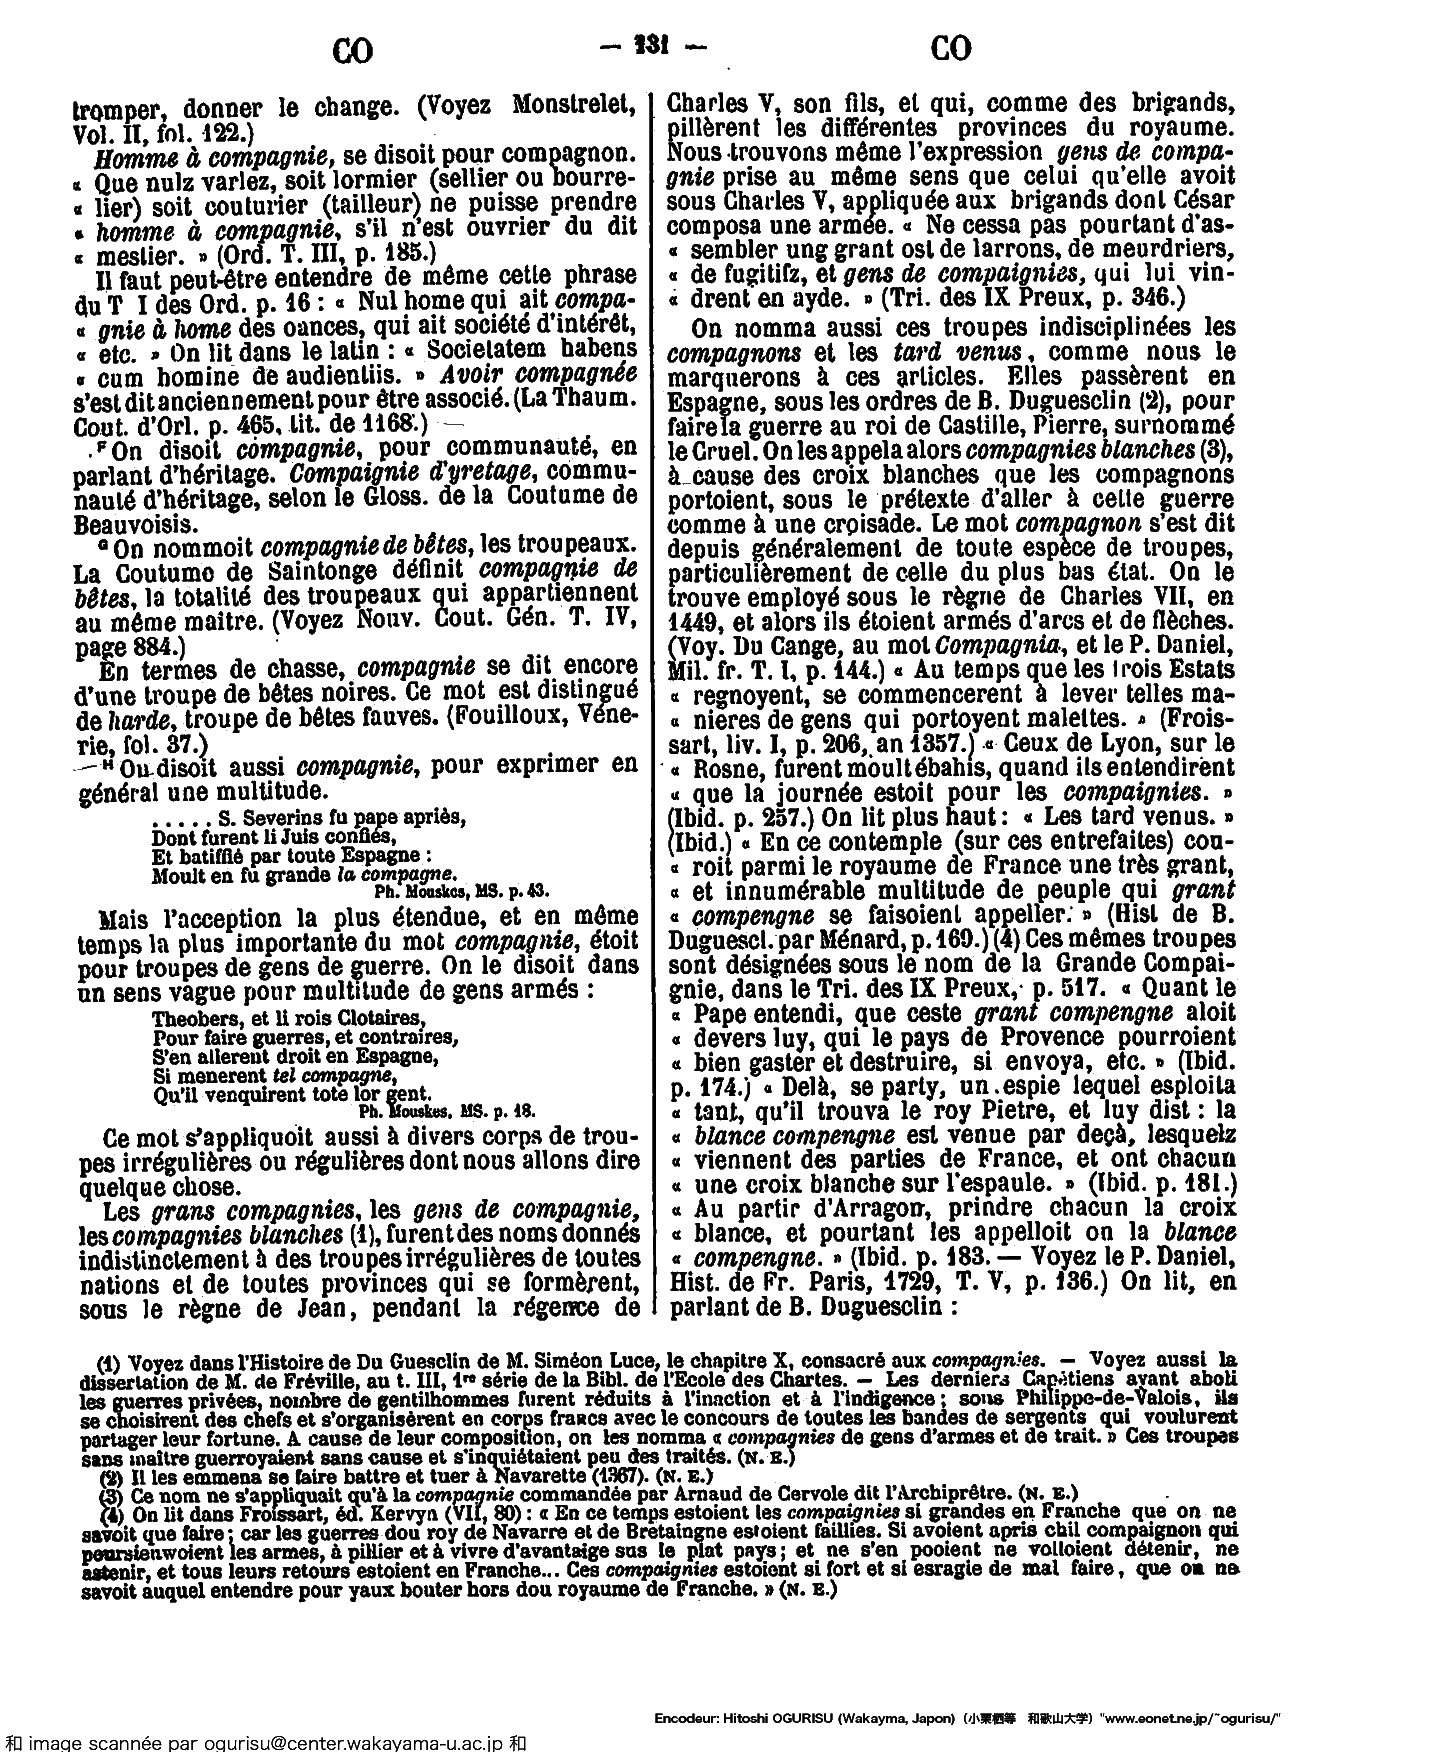 CO
— 131 —
CO
tromper, donner le change. (Voyez Monstrelet,
Vol. II, fol. 122.)
Homme à compagnie, se disoit pour compagnon.
« Que nulz varlez, soit lormier (sellier ou bourre-
« lier) soit couturier (tailleur) ne puisse prendre
« homme à compagnie, s'il n'est ouvrier du dit
« mestier. » (Ord. T. III, p. 185.)
Il faut peut-être entendre de même cette phrase
du T I des Ord. p. 16 : « Nul home qui ait compa-
« gnie à home des oances, qui ait société d'intérêt,
« etc. » On lit dans le latin : « Societatem habens
« cum homine de audientiis. » Avoir compagnée
s'est dit anciennement pour être associé. (La Thaum.
Cout. d'Orl. p. 465, tit. de 1168.) —
F On disoit compagnie, pour communauté, en
parlant d'héritage. Compaignie d'yretage, commu-
nauté d'héritage, selon le Gloss. de la Coutume de
Beauvoisis.
G On nommoit compagnie de bêtes, les troupeaux.
La Coutume de Saintonge définit compagnie de
bêtes, la totalité des troupeaux qui appartiennent
au même maitre. (Voyez Nouv. Cout. Gén. T. IV,
page 884.)
En termes de chasse, compagnie se dit encore
d'une troupe de bêtes noires. Ce mot est distingué
de harde, troupe de bêtes fauves. (Fouilloux, Véne-
rie, fol. 37.)
— H On disoit aussi compagnie, pour exprimer en
général une multitude.
. . . . . S. Severins fu pape apriès,
Dont furent li Juis confiés,
Et batifflé par toute Espagne :
Moult en fu grande la compagne.
Ph. Mouskes, MS. p. 43.
Mais l'acception la plus étendue, et en même
temps la plus importante du mot compagnie, étoit
pour troupes de gens de guerre. On le disoit dans
un sens vague pour multitude de gens armés :
Theobers, et li rois Clotaires,
Pour faire guerres, et contraires,
S'en allerent droit en Espagne,
Si menerent tel compagne,
Qu'il venquirent tote lor gent.
Ph. Mouskes, MS. p. 18.
Ce mot s'appliquoit aussi à divers corps de trou-
pes irrégulières ou régulières dont nous allons dire
quelque chose.
Les grans compagnies, les gens de compagnie,
les compagnies blanches (1), furent des noms donnés
indistinctement à des troupes irrégulières de toutes
nations et de toutes provinces qui se formèrent,
sous le règne de Jean, pendant la régence de
Charles V, son fils, et qui, comme des brigands,
pillèrent les différentes provinces du royaume.
Nous trouvons même l'expression gens de compa-
gnie prise au même sens que celui qu'elle avoit
sous Charles V, appliquée aux brigands dont César
composa une armée. « Ne cessa pas pourtant d'as-
« sembler ung grant ost de larrons, de meurdriers,
« de fugitifz, et gens de compaignies, qui lui vin-
« drent en ayde. » (Tri. des IX Preux, p. 346.)
On nomma aussi ces troupes indisciplinées les
compagnons et les tard venus, comme nous le
marquerons à ces articles. Elles passèrent en
Espagne, sous les ordres de B. Duguesclin (2), pour
faire la guerre au roi de Castille, Pierre, surnommé
le Cruel. On les appela alors compagnies blanches (3),
à cause des croix blanches que les compagnons
portoient, sous le prétexte d'aller à cette guerre
comme à une croisade. Le mot compagnon s'est dit
depuis généralement de toute espèce de troupes,
particulièrement de celle du plus bas état. On le
trouve employé sous le règne de Charles VII, en
1449, et alors ils étoient armés d'arcs et de flèches.
(Voy. Du Cange, au mot Compagnia, et le P. Daniel,
Mil. fr. T. I, p. 144.) « Au temps que les trois Estats
« regnoyent, se commencerent à lever telles ma-
« nieres de gens qui portoyent malettes. » (Frois-
sart, liv. I, p. 206, an 1357.) « Ceux de Lyon, sur le
« Rosne, furent moult ébahis, quand ils entendirent
« que la journée estoit pour les compaignies. »
(Ibid. p. 257.) On lit plus haut : « Les tard venus. »
(Ibid.) « En ce contemple (sur ces entrefaites) cou-
« roit parmi le royaume de France une très grant,
« et innumérable multitude de peuple qui grant
« compengne se faisoient appeller. » (Hist de B.
Duguescl. par Ménard, p. 169.) (4) Ces mêmes troupes
sont désignées sous le nom de la Grande Compai-
gnie, dans le Tri. des IX Preux, p. 517. « Quant le
« Pape entendi, que ceste grant compengne aloit
« devers luy, qui le pays de Provence pourroient
« bien gaster et destruire, si envoya, etc. » (Ibid.
p. 174.) « Delà, se party, un espie lequel esploita
« tant, qu'il trouva le roy Pietre, et luy dist : la
« blance compengne est venue par deçà, lesquelz
« viennent des parties de France, et ont chacun
« une croix blanche sur l'espaule. » (Ibid. p. 181.)
« Au partir d'Arragon, prindre chacun la croix
« blance, et pourtant les appelloit on la blance
« compengne. » (Ibid. p. 183. — Voyez le P. Daniel,
Hist. de Fr. Paris, 1729, T. V, p. 136.) On lit, en
parlant de B. Duguesclin :
(1) Voyez dans l'Histoire de Du Guesclin de M. Siméon Luce, le chapitre X, consacré aux compagnies. — Voyez aussi la
dissertation de M. de Fréville, au t. III, 1re série de la Bibl. de l'Ecole des Chartes. — Les derniers Capétiens ayant aboli
les guerres privées, nombre de gentilhommes furent réduits à l'inaction et à l'indigence ; sous Philippe-de-Valois, ils
se choisirent des chefs et s'organisèrent en corps francs avec le concours de toutes les bandes de sergents qui voulurent
partager leur fortune. A cause de leur composition, on les nomma « compagnies de gens d'armes et de trait. » Ces troupes
sans maître guerroyaient sans cause et s'inquiétaient peu des traités. (N. E.)
(2) Il les emmena se faire battre et tuer à Navarette (1367). (N. E.)
(3) Ce nom ne s'appliquait qu'à la compagnie commandée par Arnaud de Cervole dit l'Archiprêtre. (N. E.)
(4) On lit dans Froissart, éd. Kervyn (VII, 80) : « En ce temps estoient les compaignies si grandes en Franche que on ne
savoit que faire ; car les guerres dou roy de Navarre et de Bretaingne estoient faillies. Si avoient apris chil compaignon qui
poursienwoient les armes, à pillier et à vivre d'avantaige sus le plat pays ; et ne s'en pooient ne volloient détenir, ne
astenir, et tous leurs retours estoient en Franche... Ces compaignies estoient si fort et si esragie de mal faire, que on ne
savoit auquel entendre pour yaux bouter hors dou royaume de Franche. » (N. E.)
Encodeur: Hitoshi OGURISU (Wakayma, Japon) (小栗栖等 和歌山大学) "www.eonet.ne.jp/~ogurisu/"
和 image scannée par ogurisu@center.wakayama-u.ac.jp 和